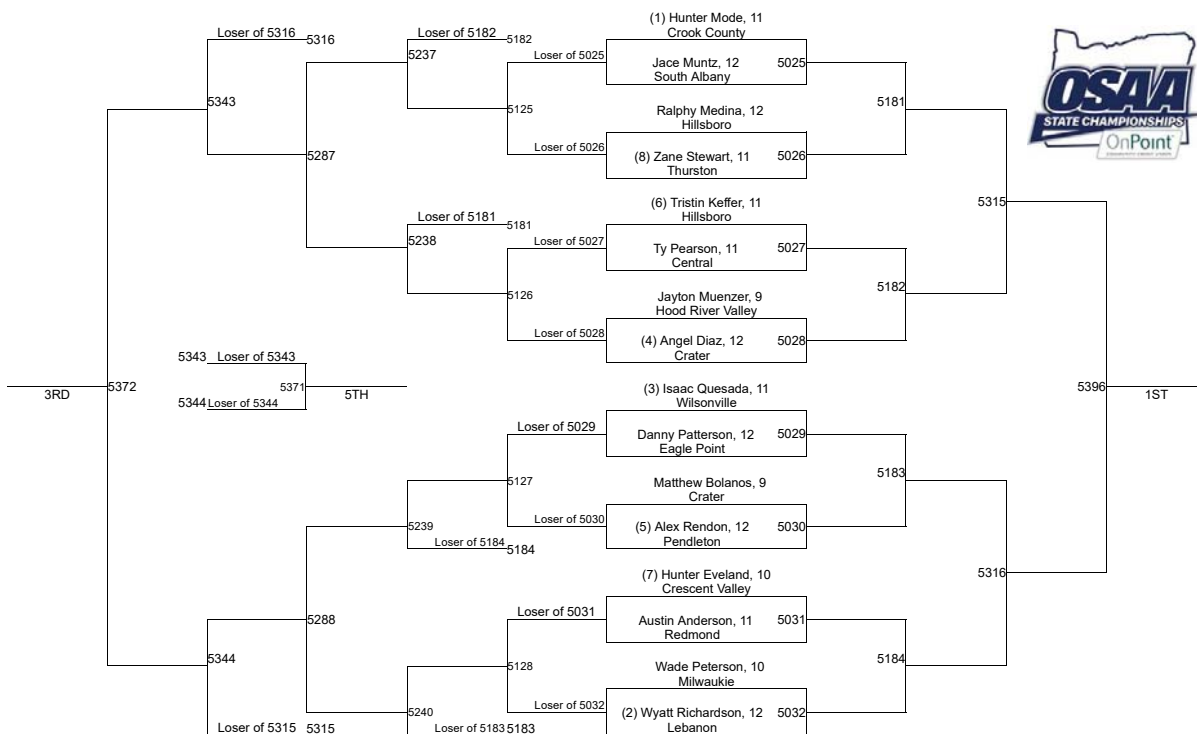 Loser of 5316 5316
Loser of 5182 5182
5237
Loser of 5025
5343
5125
5287
Loser of 5026
Loser of 5181 5181
5238
Loser of 5027
5126
Loser of 5028
5343 Loser of 5343
5372
5371
3RD
5TH
5344 Loser of 5344
Loser of 5029
5127
Loser of 5030
5239
Loser of 5184 5184
5288
Loser of 5031
5344
5128
Loser of 5032
5240
Loser of 5315 5315
Loser of 5183 5183
(1) Hunter Mode, 11
Crook County
Jace Muntz, 12 5025
South Albany
Ralphy Medina, 12
Hillsboro
(8) Zane Stewart, 11 5026
Thurston
(6) Tristin Keffer, 11
Hillsboro
Ty Pearson, 11 5027
Central
Jayton Muenzer, 9
Hood River Valley
(4) Angel Diaz, 12 5028
Crater
(3) Isaac Quesada, 11
Wilsonville
Danny Patterson, 12 5029
Eagle Point
Matthew Bolanos, 9
Crater
(5) Alex Rendon, 12 5030
Pendleton
(7) Hunter Eveland, 10
Crescent Valley
Austin Anderson, 11 5031
Redmond
Wade Peterson, 10
Milwaukie
(2) Wyatt Richardson, 12 5032
Lebanon
5181
5315
5182
5396
1ST
5183
5316
5184
OSAA
STATE CHAMPIONSHIPS
OnPoint